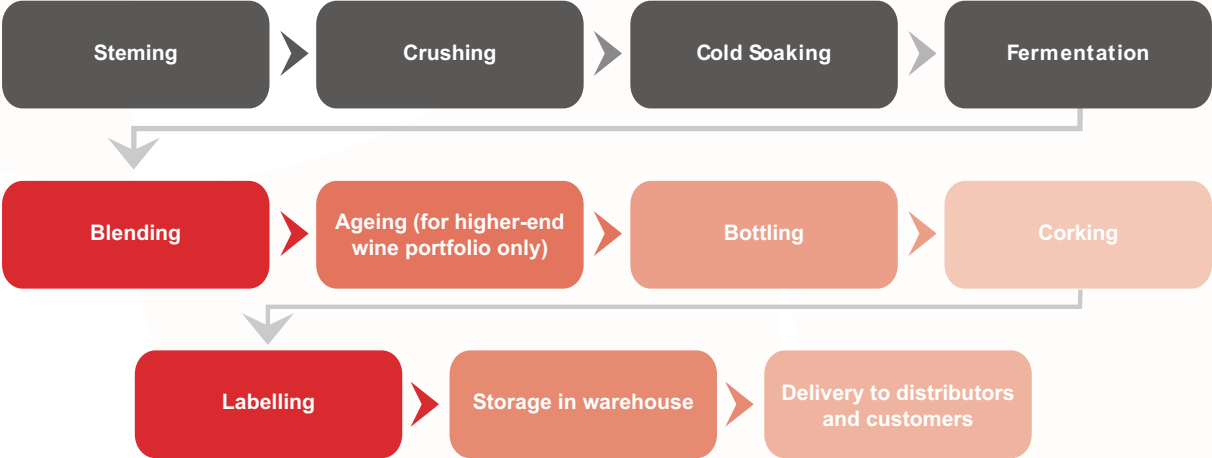 Steming
Crushing
Cold Soaking
Fermentation
Blending
Ageing (for higher-end
wine portfolio only)
Bottling
Corking
Labelling
Storage in warehouse
Delivery to distributors
and customers